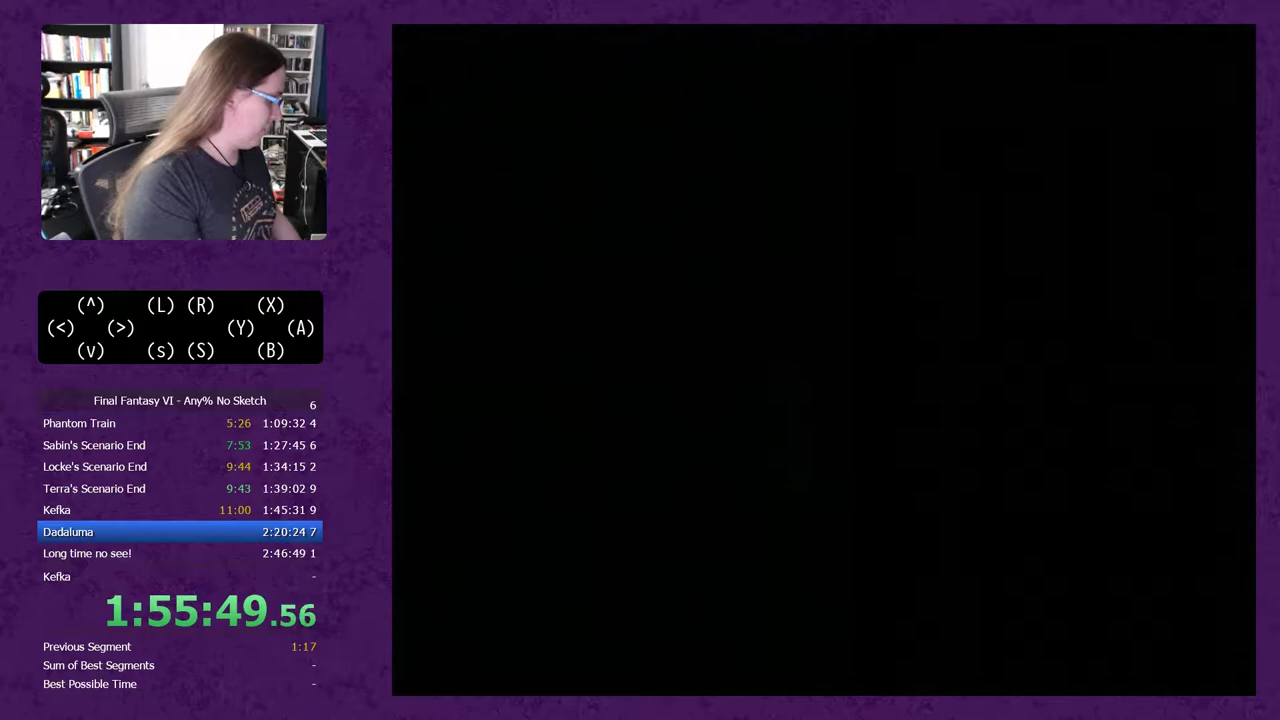 (^) (L) (R) (X)
(<) (>) (Y) (A)
(v) (s) (S) (B)
Final Fantasy VI - Any% No Sketch
6
Phantom Train 5:26 1:09:32 4
Sabin's Scenario End 7:53 1:27:45 6
Locke's Scenario End 9:44 1:34:15 2
Terra's Scenario End 9:43 1:39:02 9
Kefka 11:00 1:45:31 9
Dadaluma 2:20:24 7
Long time no see! 2:46:49 1
Kefka -
1:55:49.56
Previous Segment 1:17
Sum of Best Segments -
Best Possible Time -